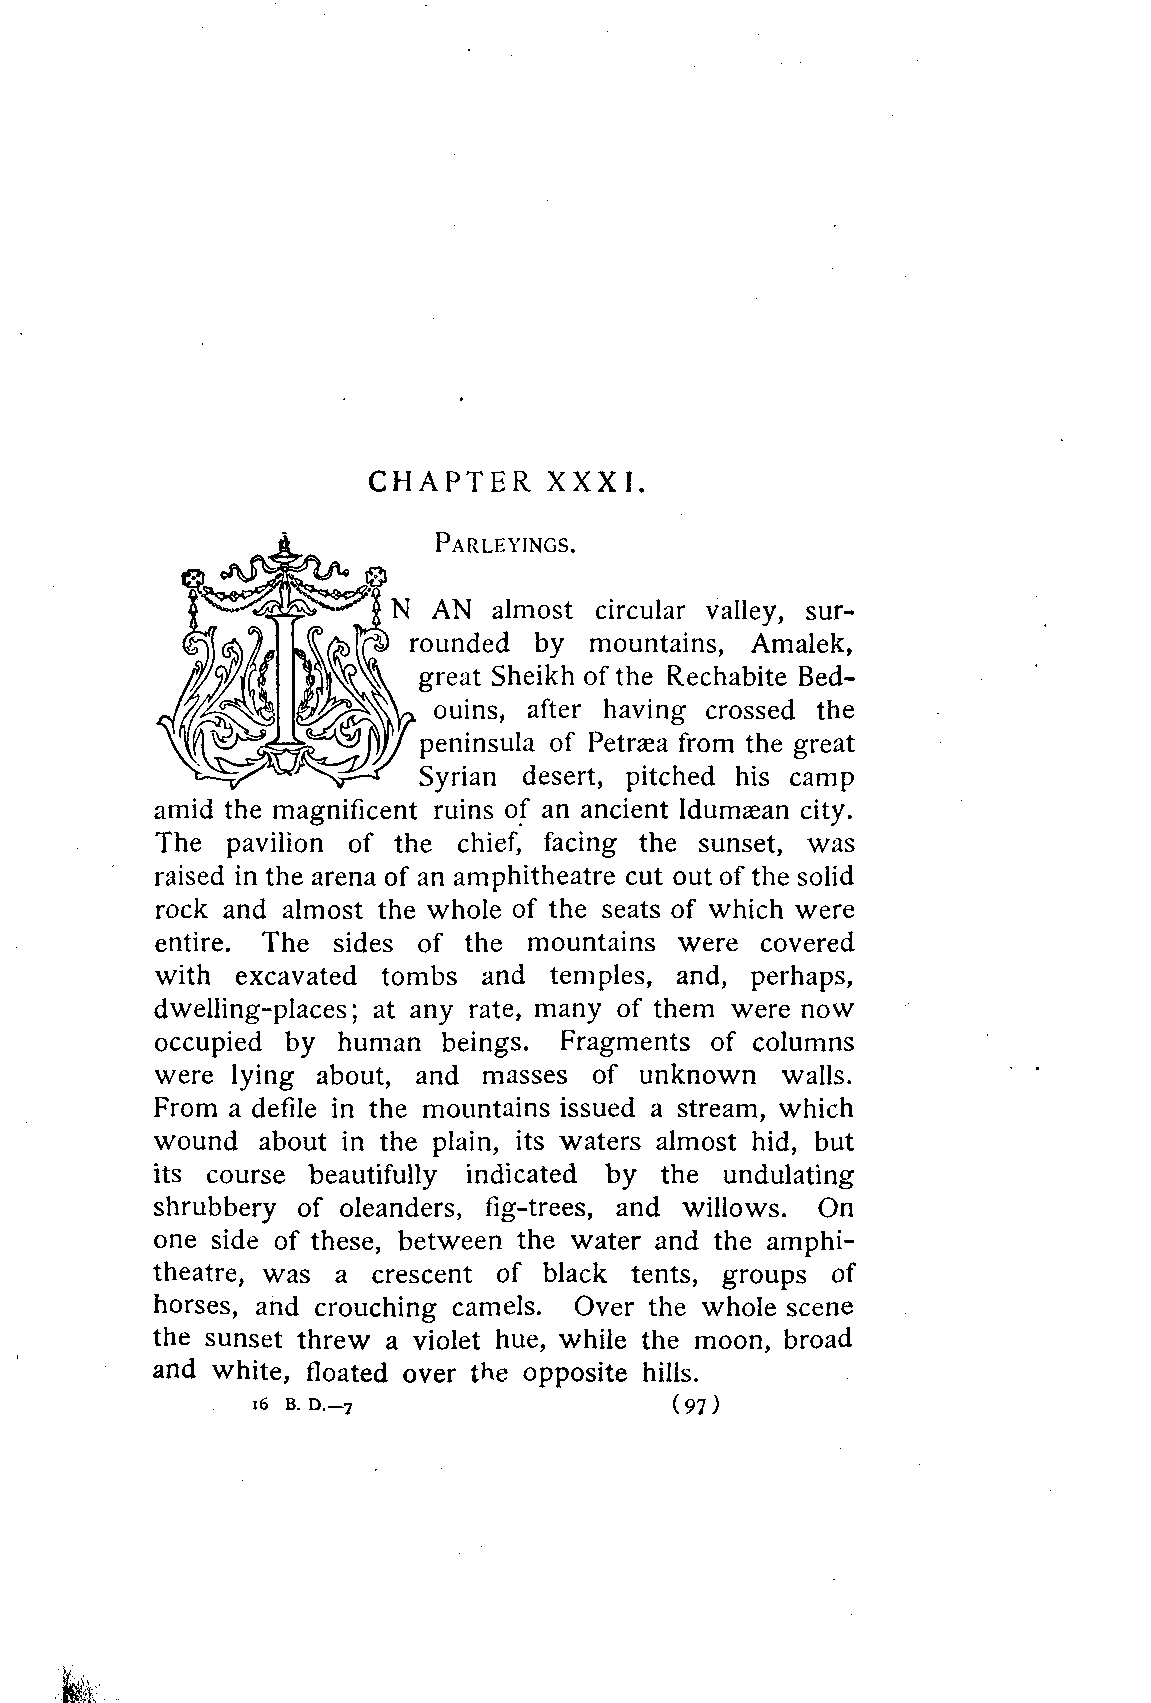 CHAPTER XXXI.
PARLEYINGS.
IN AN almost circular valley, sur-
rounded by mountains, Amalek,
great Sheikh of the Rechabite Bed-
ouins, after having crossed the
peninsula of Petræa from the great
Syrian desert, pitched his camp
amid the magnificent ruins of an ancient Idumæan city.
The pavilion of the chief, facing the sunset, was
raised in the arena of an amphitheatre cut out of the solid
rock and almost the whole of the seats of which were
entire. The sides of the mountains were covered
with excavated tombs and temples, and, perhaps,
dwelling-places; at any rate, many of them were now
occupied by human beings. Fragments of columns
were lying about, and masses of unknown walls.
From a defile in the mountains issued a stream, which
wound about in the plain, its waters almost hid, but
its course beautifully indicated by the undulating
shrubbery of oleanders, fig-trees, and willows. On
one side of these, between the water and the amphi-
theatre, was a crescent of black tents, groups of
horses, and crouching camels. Over the whole scene
the sunset threw a violet hue, while the moon, broad
and white, floated over the opposite hills.
16 B. D.—7 (97)